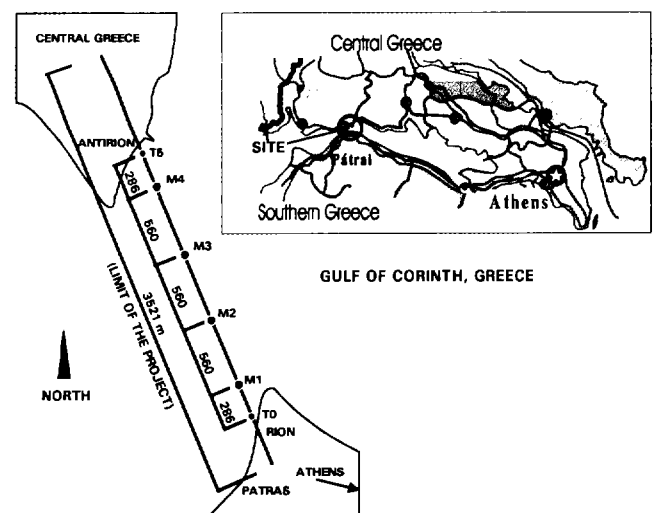 CENTRAL GREECE
ANTIRION
T5
286
M4
560
M3
560
M2
560
M1
286
T0
RION
3521 m
(LIMIT OF THE PROJECT)
NORTH
PATRAS
ATHENS
Central Greece
SITE
Pátrai
Southern Greece
Athens
GULF OF CORINTH, GREECE